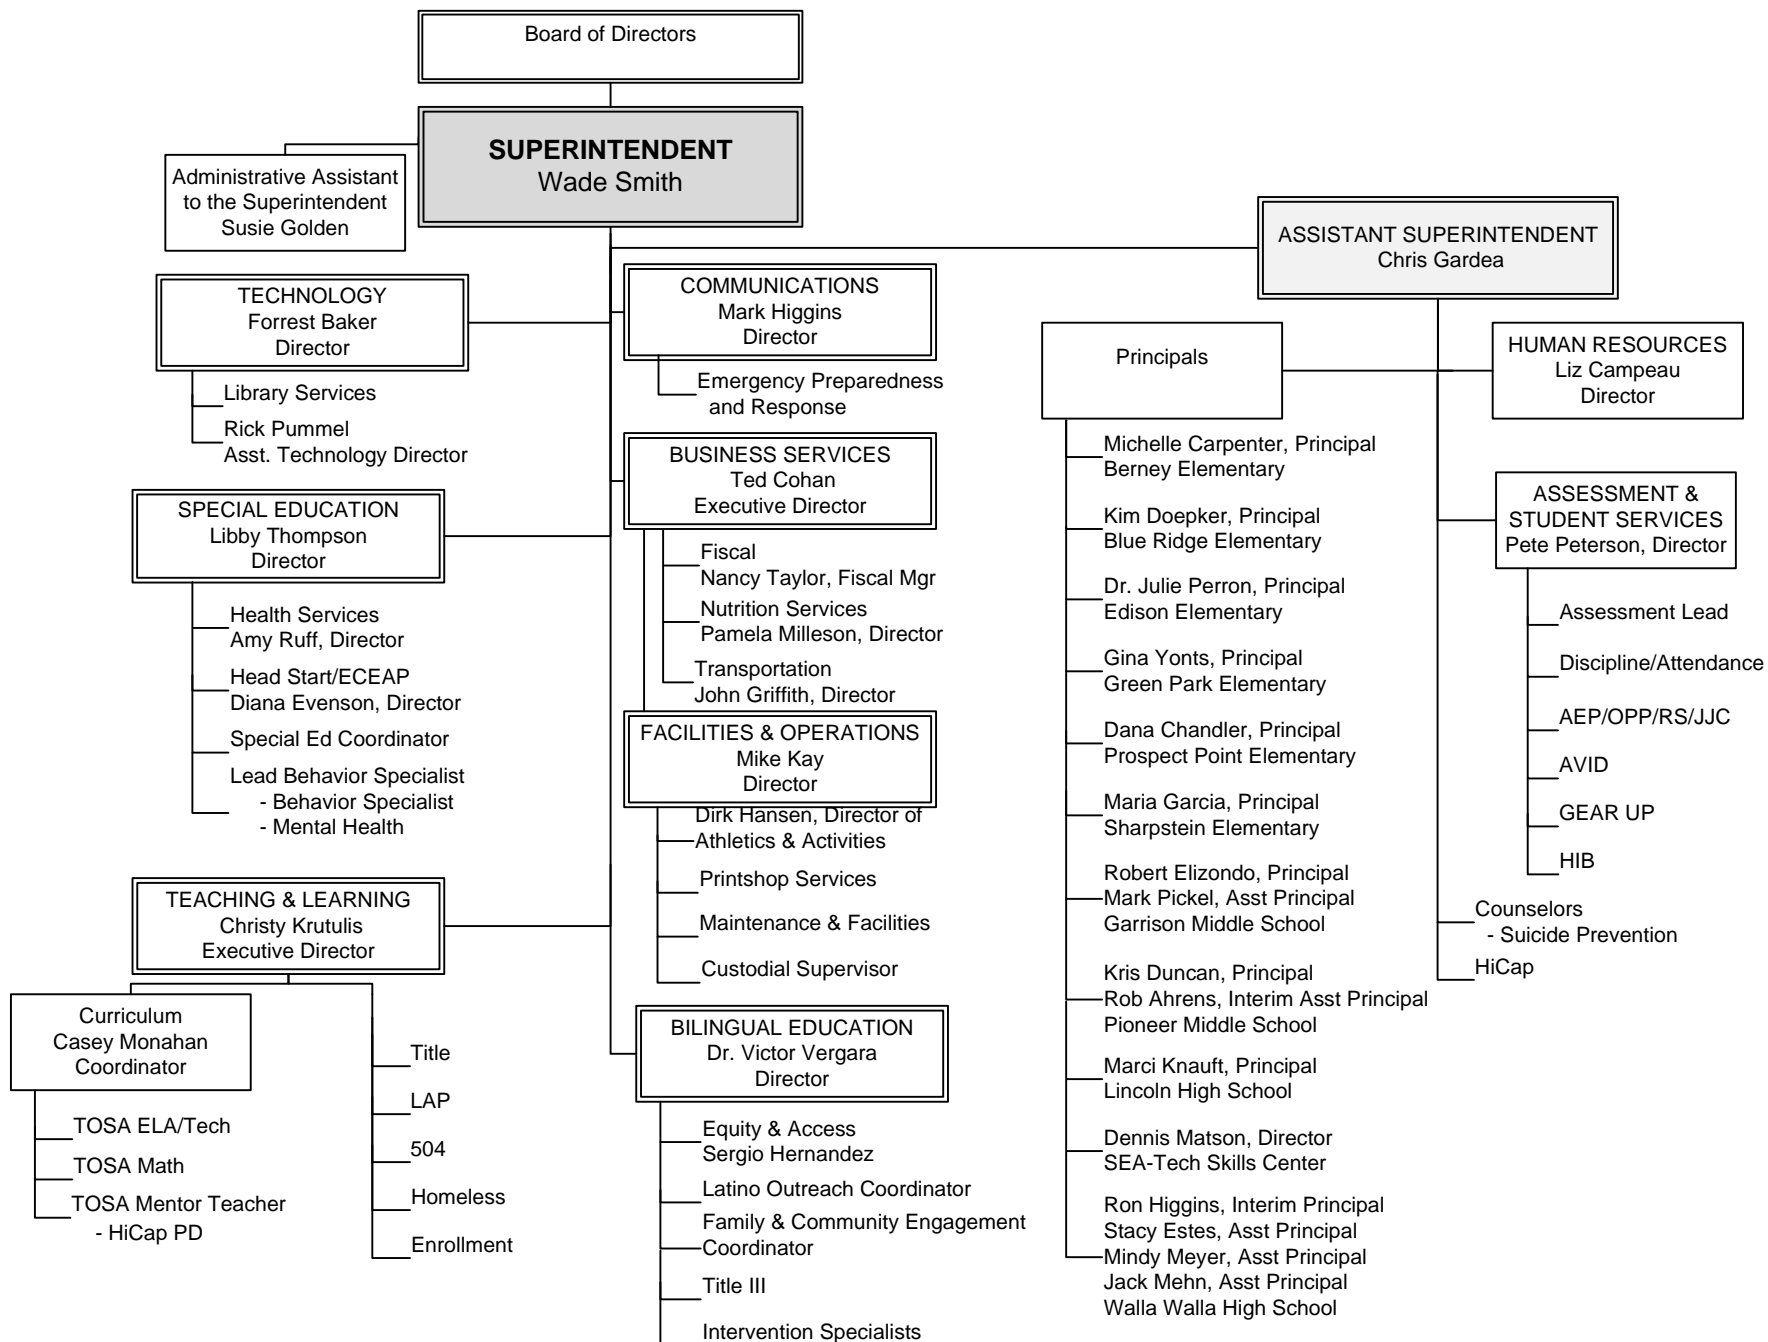 Board of Directors
SUPERINTENDENT
Wade Smith
Administrative Assistant
to the Superintendent
Susie Golden
ASSISTANT SUPERINTENDENT
Chris Gardea
TECHNOLOGY
Forrest Baker
Director
Library Services
Rick Pummel
Asst. Technology Director
SPECIAL EDUCATION
Libby Thompson
Director
Health Services
Amy Ruff, Director
Head Start/ECEAP
Diana Evenson, Director
Special Ed Coordinator
Lead Behavior Specialist
- Behavior Specialist
- Mental Health
TEACHING & LEARNING
Christy Krutulis
Executive Director
Curriculum
Casey Monahan
Coordinator
TOSA ELA/Tech
TOSA Math
TOSA Mentor Teacher
- HiCap PD
Title
LAP
504
Homeless
Enrollment
COMMUNICATIONS
Mark Higgins
Director
Emergency Preparedness
and Response
BUSINESS SERVICES
Ted Cohan
Executive Director
Fiscal
Nancy Taylor, Fiscal Mgr
Nutrition Services
Pamela Milleson, Director
Transportation
John Griffith, Director
FACILITIES & OPERATIONS
Mike Kay
Director
Dirk Hansen, Director of
Athletics & Activities
Printshop Services
Maintenance & Facilities
Custodial Supervisor
BILINGUAL EDUCATION
Dr. Victor Vergara
Director
Equity & Access
Sergio Hernandez
Latino Outreach Coordinator
Family & Community Engagement
Coordinator
Title III
Intervention Specialists
Principals
Michelle Carpenter, Principal
Berney Elementary
Kim Doepker, Principal
Blue Ridge Elementary
Dr. Julie Perron, Principal
Edison Elementary
Gina Yonts, Principal
Green Park Elementary
Dana Chandler, Principal
Prospect Point Elementary
Maria Garcia, Principal
Sharpstein Elementary
Robert Elizondo, Principal
Mark Pickel, Asst Principal
Garrison Middle School
Kris Duncan, Principal
Rob Ahrens, Interim Asst Principal
Pioneer Middle School
Marci Knauft, Principal
Lincoln High School
Dennis Matson, Director
SEA-Tech Skills Center
Ron Higgins, Interim Principal
Stacy Estes, Asst Principal
Mindy Meyer, Asst Principal
Jack Mehn, Asst Principal
Walla Walla High School
HUMAN RESOURCES
Liz Campeau
Director
ASSESSMENT &
STUDENT SERVICES
Pete Peterson, Director
Assessment Lead
Discipline/Attendance
AEP/OPP/RS/JJC
AVID
GEAR UP
HIB
Counselors
- Suicide Prevention
HiCap